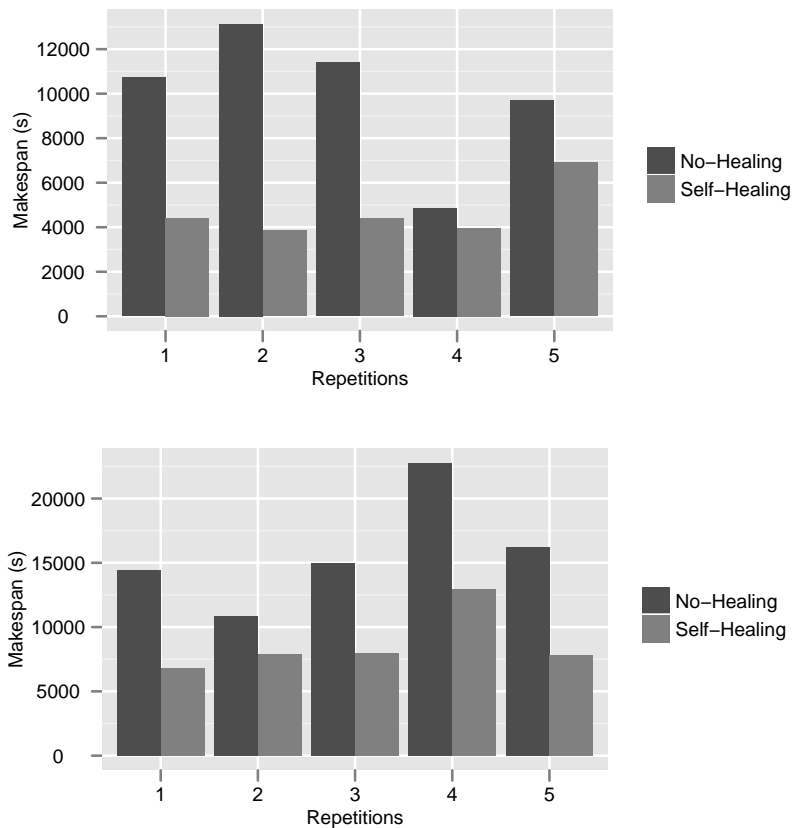 12000
10000
8000
6000
4000
2000
0
Makespan (s)
1 2 3 4 5
Repetitions
No−Healing
Self−Healing
20000
15000
10000
5000
0
Makespan (s)
1 2 3 4 5
Repetitions
No−Healing
Self−Healing